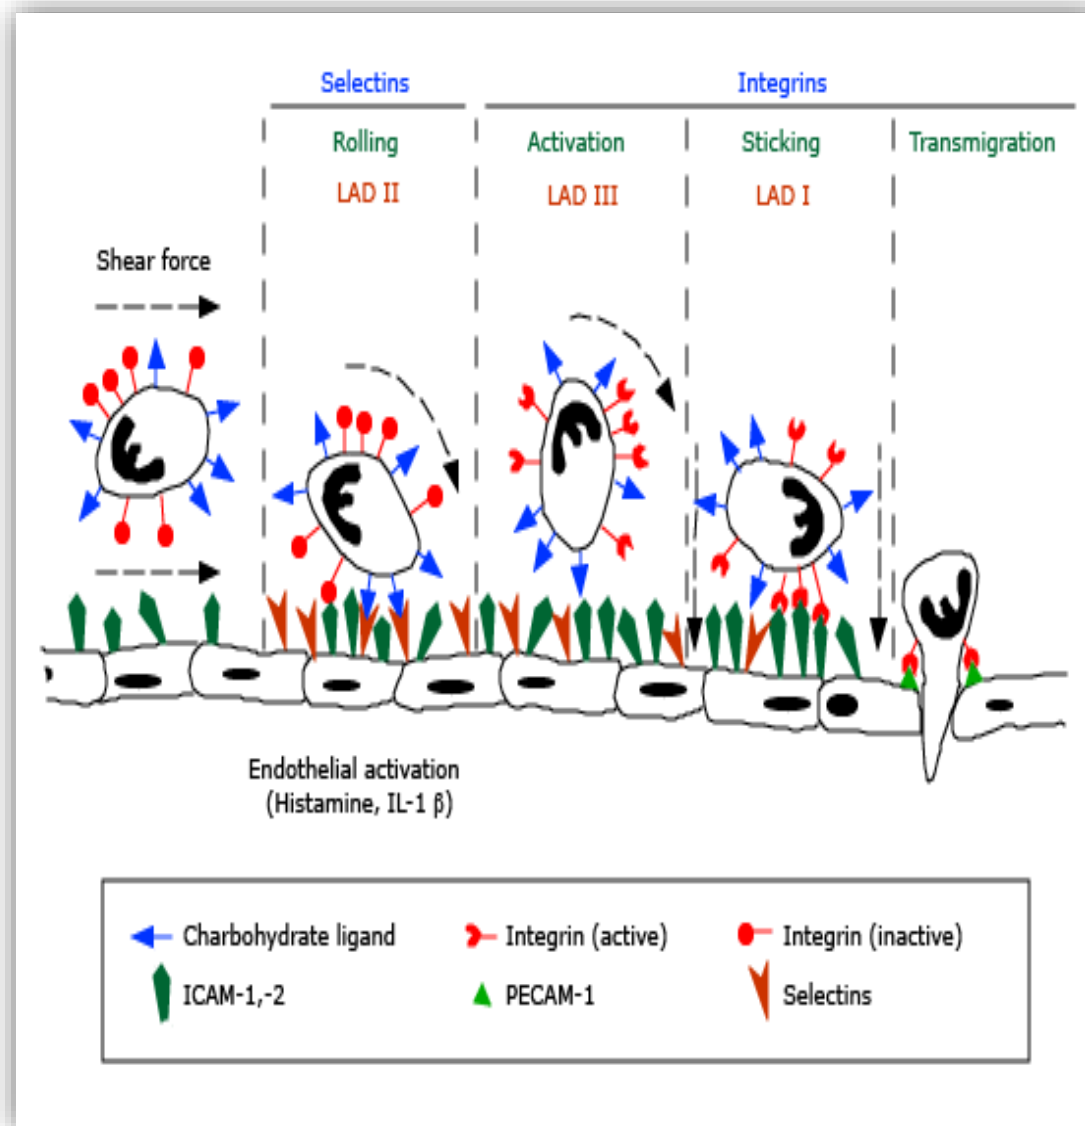 Selectins
Integrins
Rolling
Activation
Sticking
Transmigration
LAD II
LAD III
LAD I
Shear force
Endothelial activation
(Histamine, IL-1 β)
Charbohydrate ligand
Integrin (active)
Integrin (inactive)
ICAM-1,-2
PECAM-1
Selectins